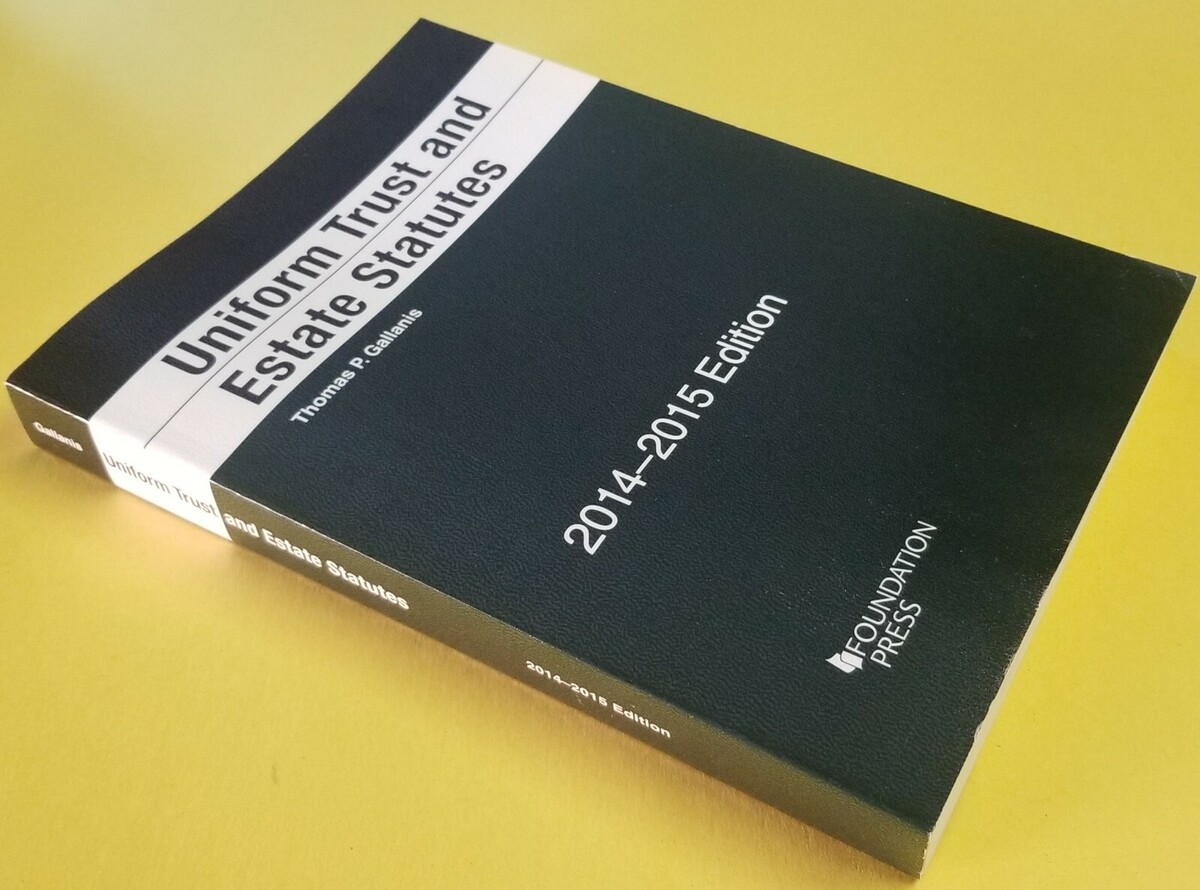 Uniform Trust and
Estate Statutes
Thomas P. Gallanis
2014–2015 Edition
FOUNDATION
PRESS
Gallanis
Uniform Trust and Estate Statutes
2014–2015 Edition